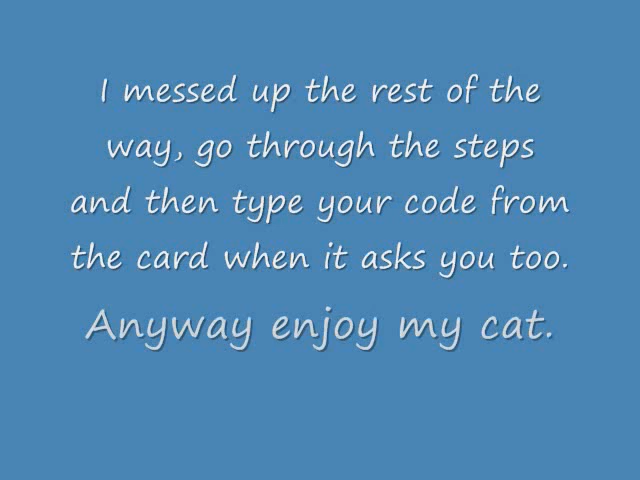 I messed up the rest of the
way, go through the steps
and then type your code from
the card when it asks you too.
Anyway enjoy my cat.